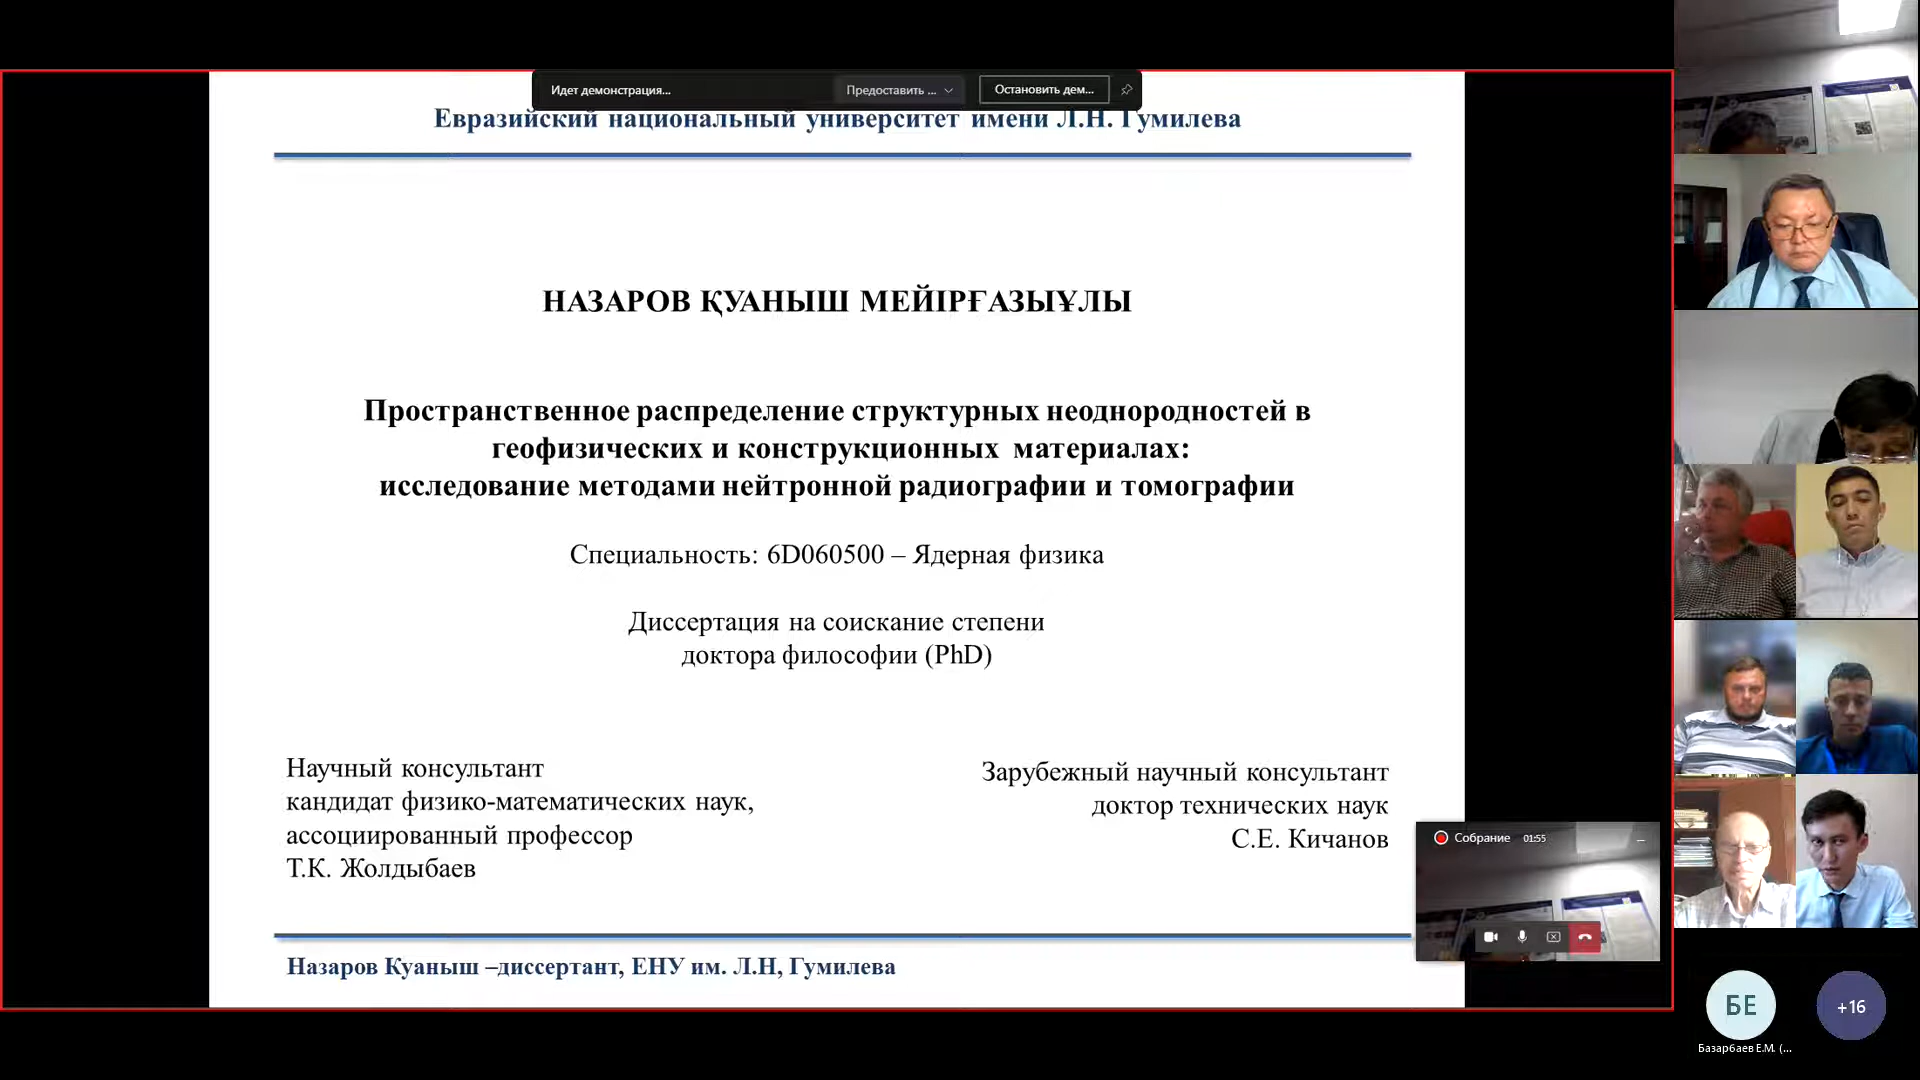 Идет демонстрация...
Предоставить ...
Остановить дем...
Евразийский национальный университет имени Л.Н. Гумилева
НАЗАРОВ ҚУАНЫШ МЕЙІРҒАЗЫҰЛЫ
Пространственное распределение структурных неоднородностей в
геофизических и конструкционных материалах:
исследование методами нейтронной радиографии и томографии
Специальность: 6D060500 – Ядерная физика
Диссертация на соискание степени
доктора философии (PhD)
Научный консультант
кандидат физико-математических наук,
ассоциированный профессор
Т.К. Жолдыбаев
Зарубежный научный консультант
доктор технических наук
С.Е. Кичанов
Собрание 01:55
Назаров Куаныш –диссертант, ЕНУ им. Л.Н, Гумилева
БЕ
+16
Базарбаев Е.М. (...